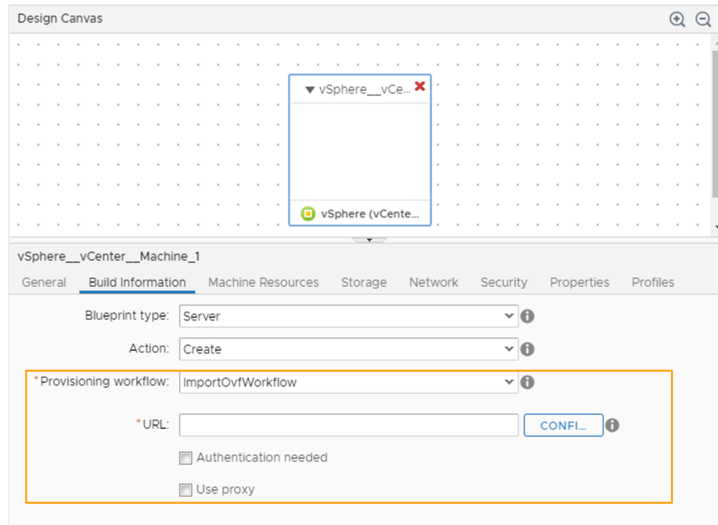 Design Canvas
vSphere__vCe...
vSphere (vCente...
vSphere__vCenter__Machine_1
General Build Information Machine Resources Storage Network Security Properties Profiles
Blueprint type: Server
Action: Create
*Provisioning workflow: ImportOvfWorkflow
*URL: CONFI...
Authentication needed
Use proxy